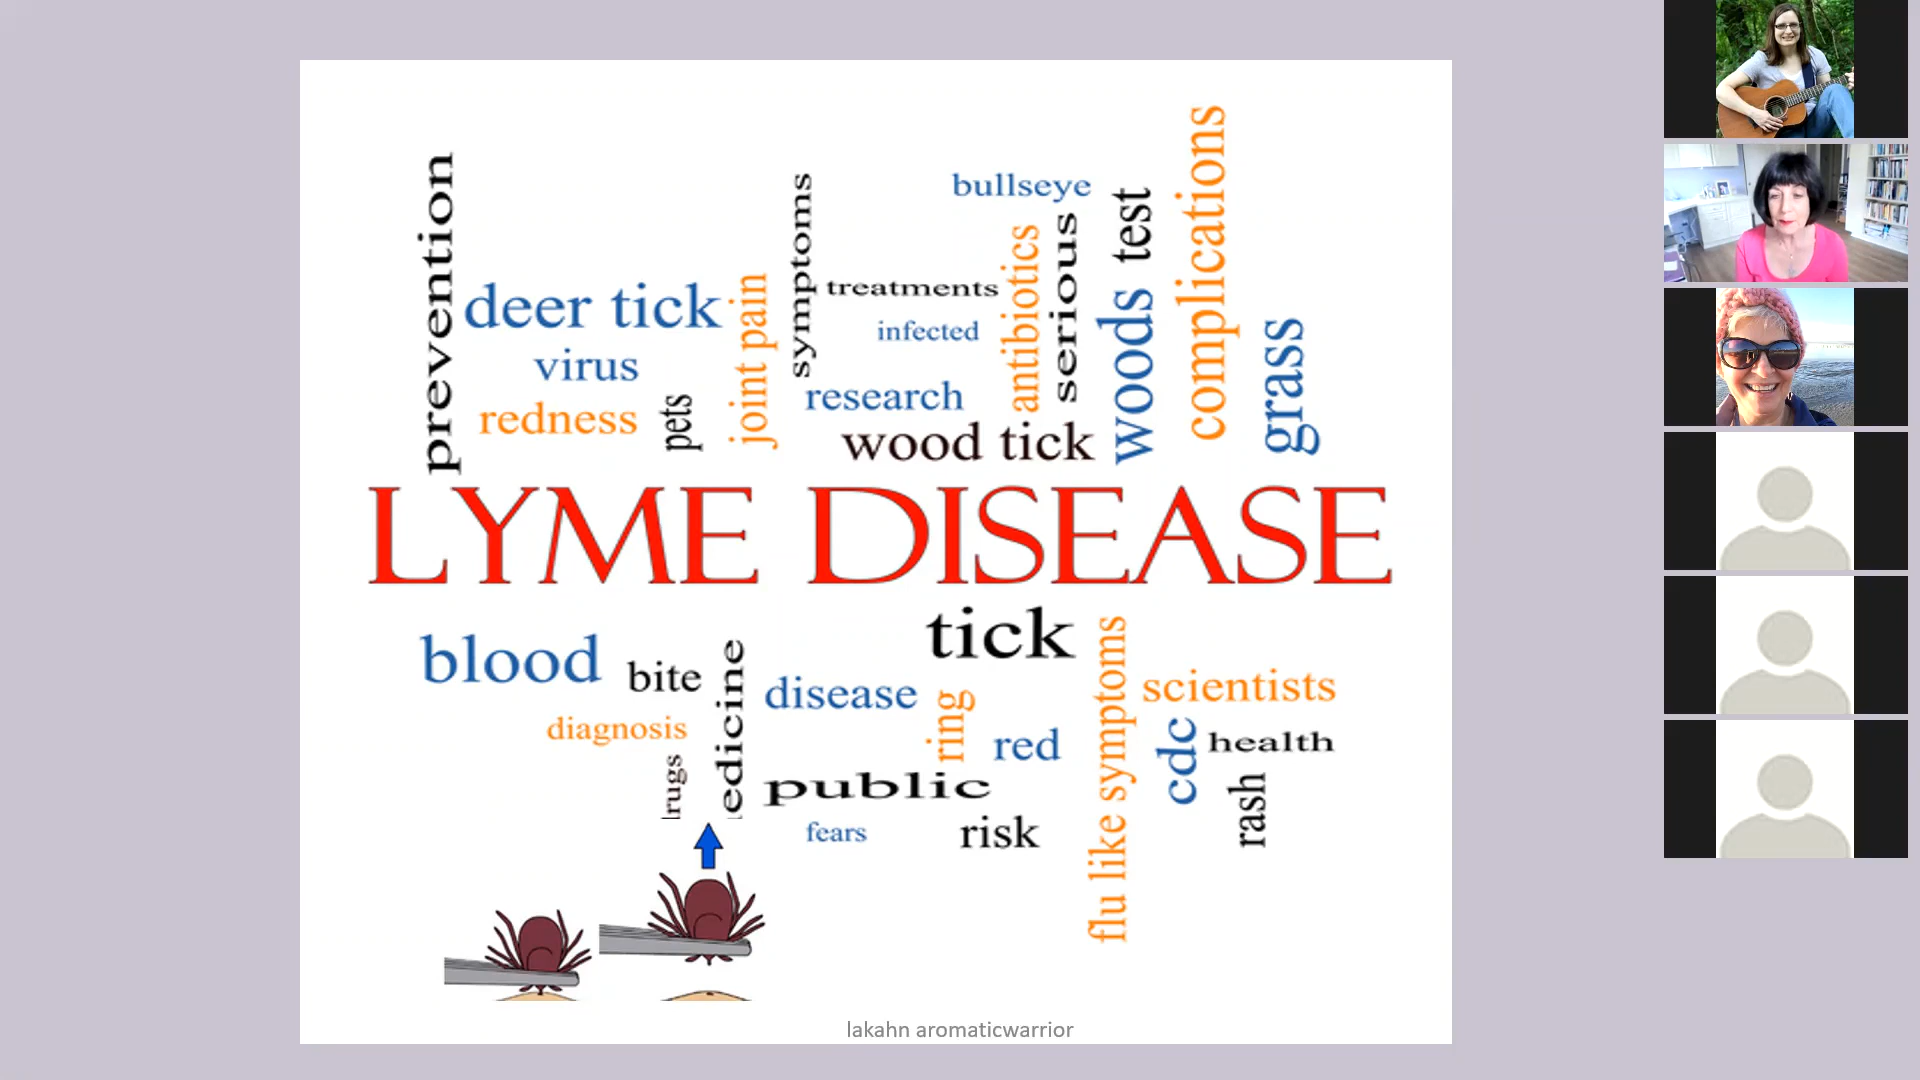 prevention
deer tick
virus
redness
pets
joint pain
symptoms
bullseye
treatments
infected
research
antibiotics
serious
wood tick
woods
test
complications
grass
LYME DISEASE
blood
bite
diagnosis
rugs
edicine
disease
tick
ring
red
public
fears
risk
flu like symptoms
scientists
cdc
health
rash
lakahn aromaticwarrior